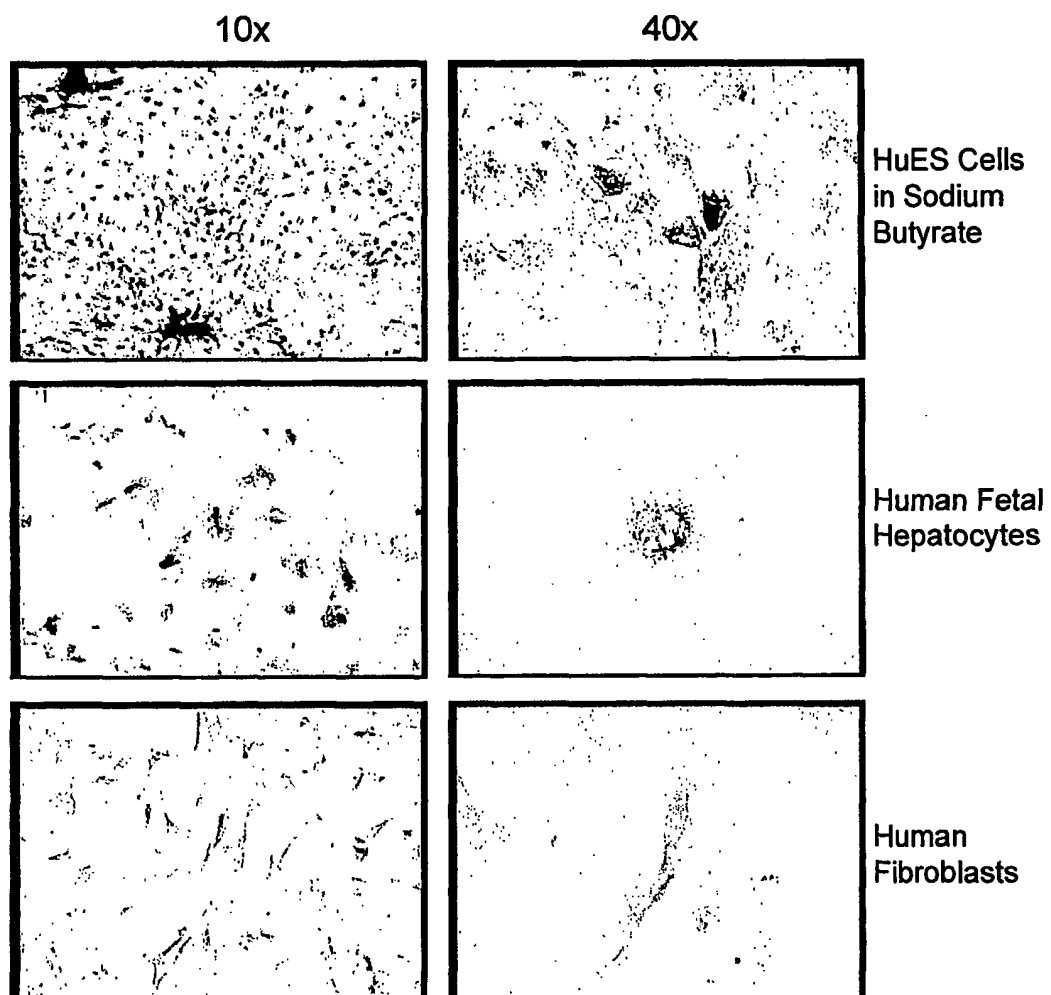 10x
40x
HuES Cells
in Sodium
Butyrate
Human Fetal
Hepatocytes
Human
Fibroblasts